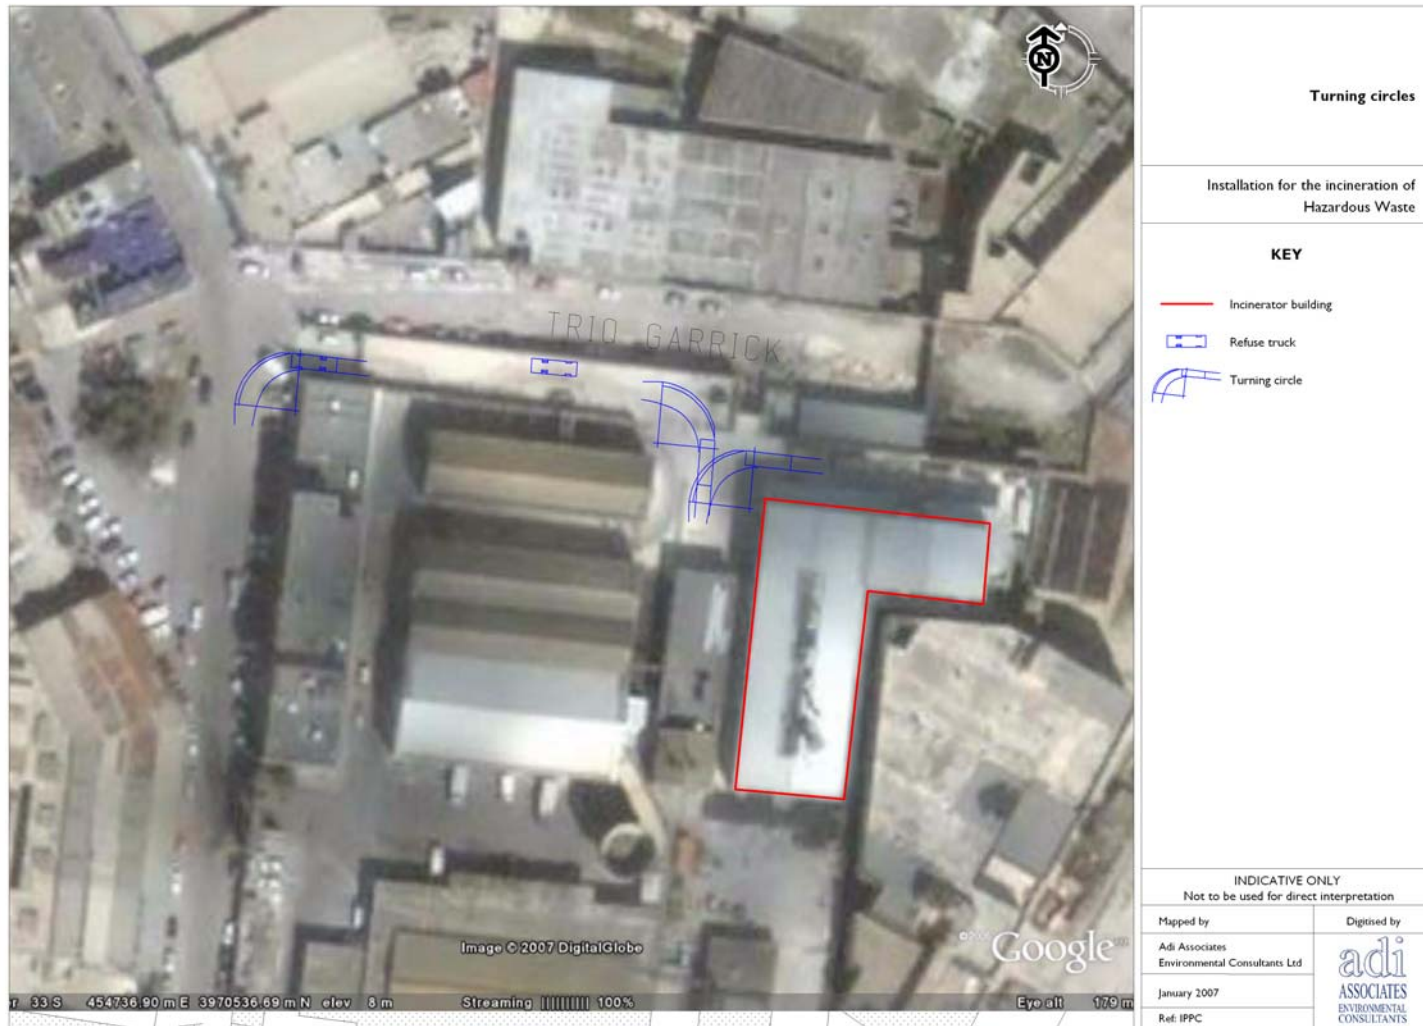 N
TRIO GARRICK
Image © 2007 DigitalGlobe
Google
33 S 454736.90 m E 3970536.69 m N elev 8 m Streaming 100% Eye alt 179 m
Turning circles
Installation for the incineration of
Hazardous Waste
KEY
Incinerator building
Refuse truck
Turning circle
INDICATIVE ONLY
Not to be used for direct interpretation
Mapped by
Digitised by
Adi Associates
Environmental Consultants Ltd
January 2007
Ref: IPPC
adi
ASSOCIATES
ENVIRONMENTAL
CONSULTANTS